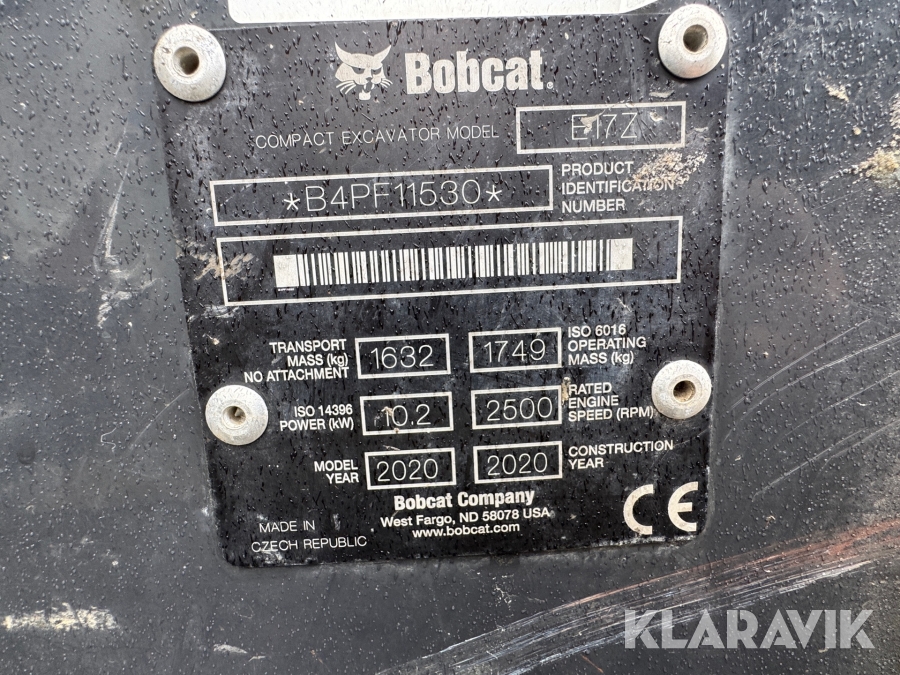 Bobcat.
COMPACT EXCAVATOR MODEL E17Z
*B4PF11530* PRODUCT
IDENTIFICATION
NUMBER
TRANSPORT
MASS (kg)
NO ATTACHMENT 1632
1749 ISO 6016
OPERATING
MASS (kg)
ISO 14396
POWER (kW) 10.2
2500 RATED
ENGINE
SPEED (RPM)
MODEL
YEAR 2020
2020 CONSTRUCTION
YEAR
Bobcat Company
West Fargo, ND 58078 USA
www.bobcat.com
MADE IN
CZECH REPUBLIC
CE
KLARAVIK